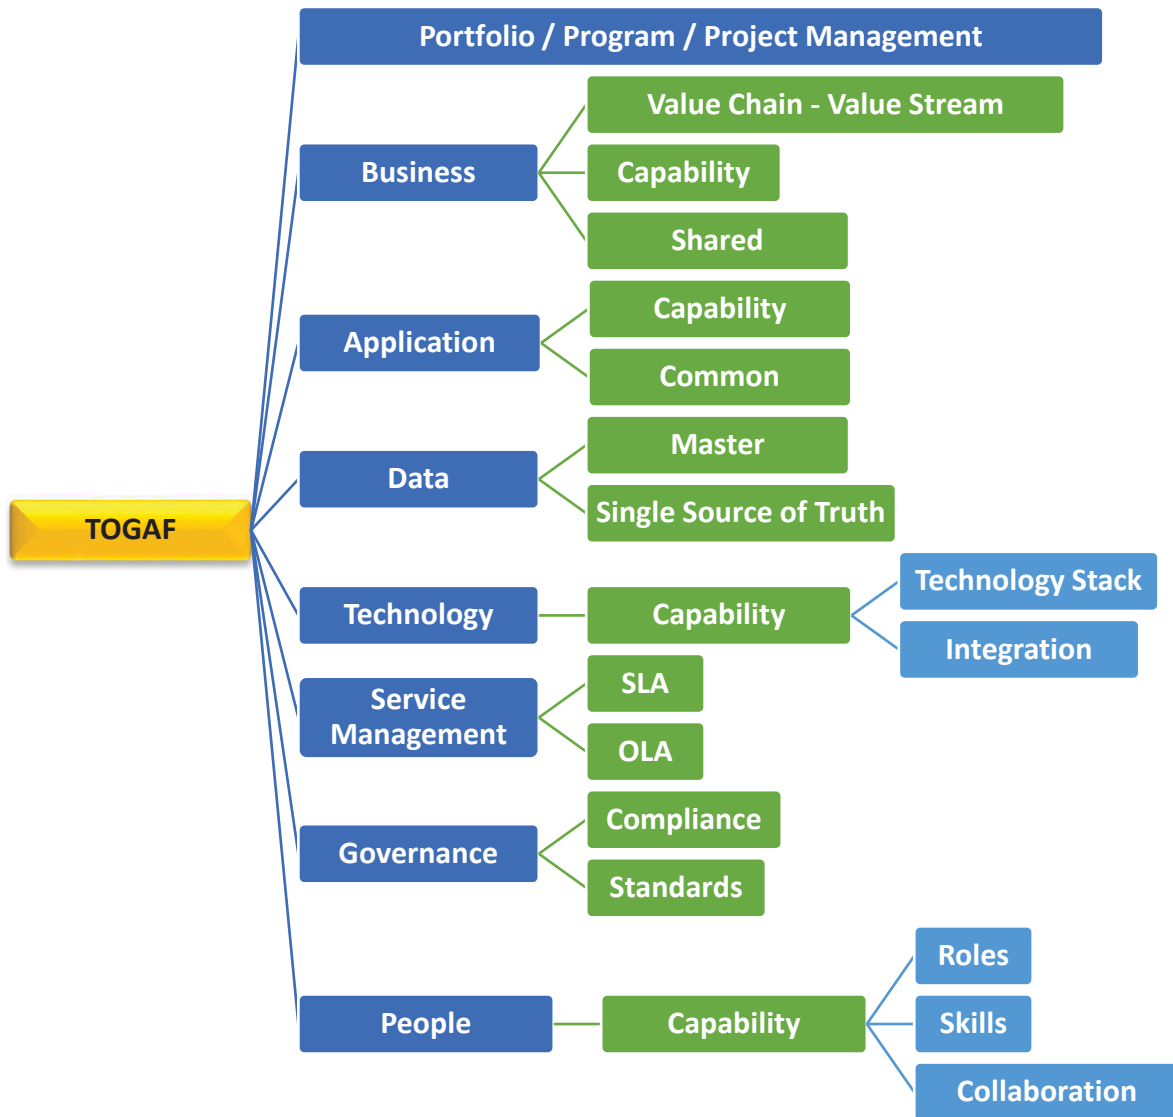 Portfolio / Program / Project Management
Value Chain - Value Stream
Business
Capability
Shared
Capability
Application
Common
Master
Data
Single Source of Truth
TOGAF
Technology Stack
Technology
Capability
Integration
Service
Management
SLA
OLA
Compliance
Governance
Standards
Roles
People
Capability
Skills
Collaboration